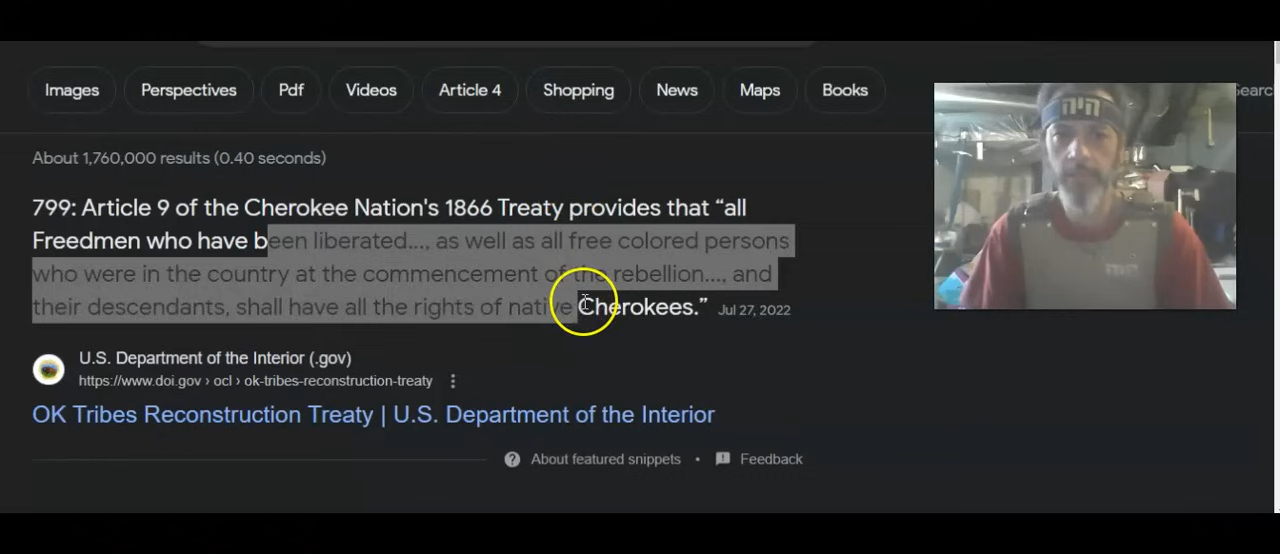 Images Perspectives Pdf Videos Article 4 Shopping News Maps Books Searc
About 1,760,000 results (0.40 seconds)
799: Article 9 of the Cherokee Nation's 1866 Treaty provides that “all
Freedmen who have been liberated..., as well as all free colored persons
who were in the country at the commencement of the rebellion..., and
their descendants, shall have all the rights of native Cherokees.” Jul 27, 2022
U.S. Department of the Interior (.gov)
https://www.doi.gov › ocl › ok-tribes-reconstruction-treaty
OK Tribes Reconstruction Treaty | U.S. Department of the Interior
About featured snippets • Feedback
היה